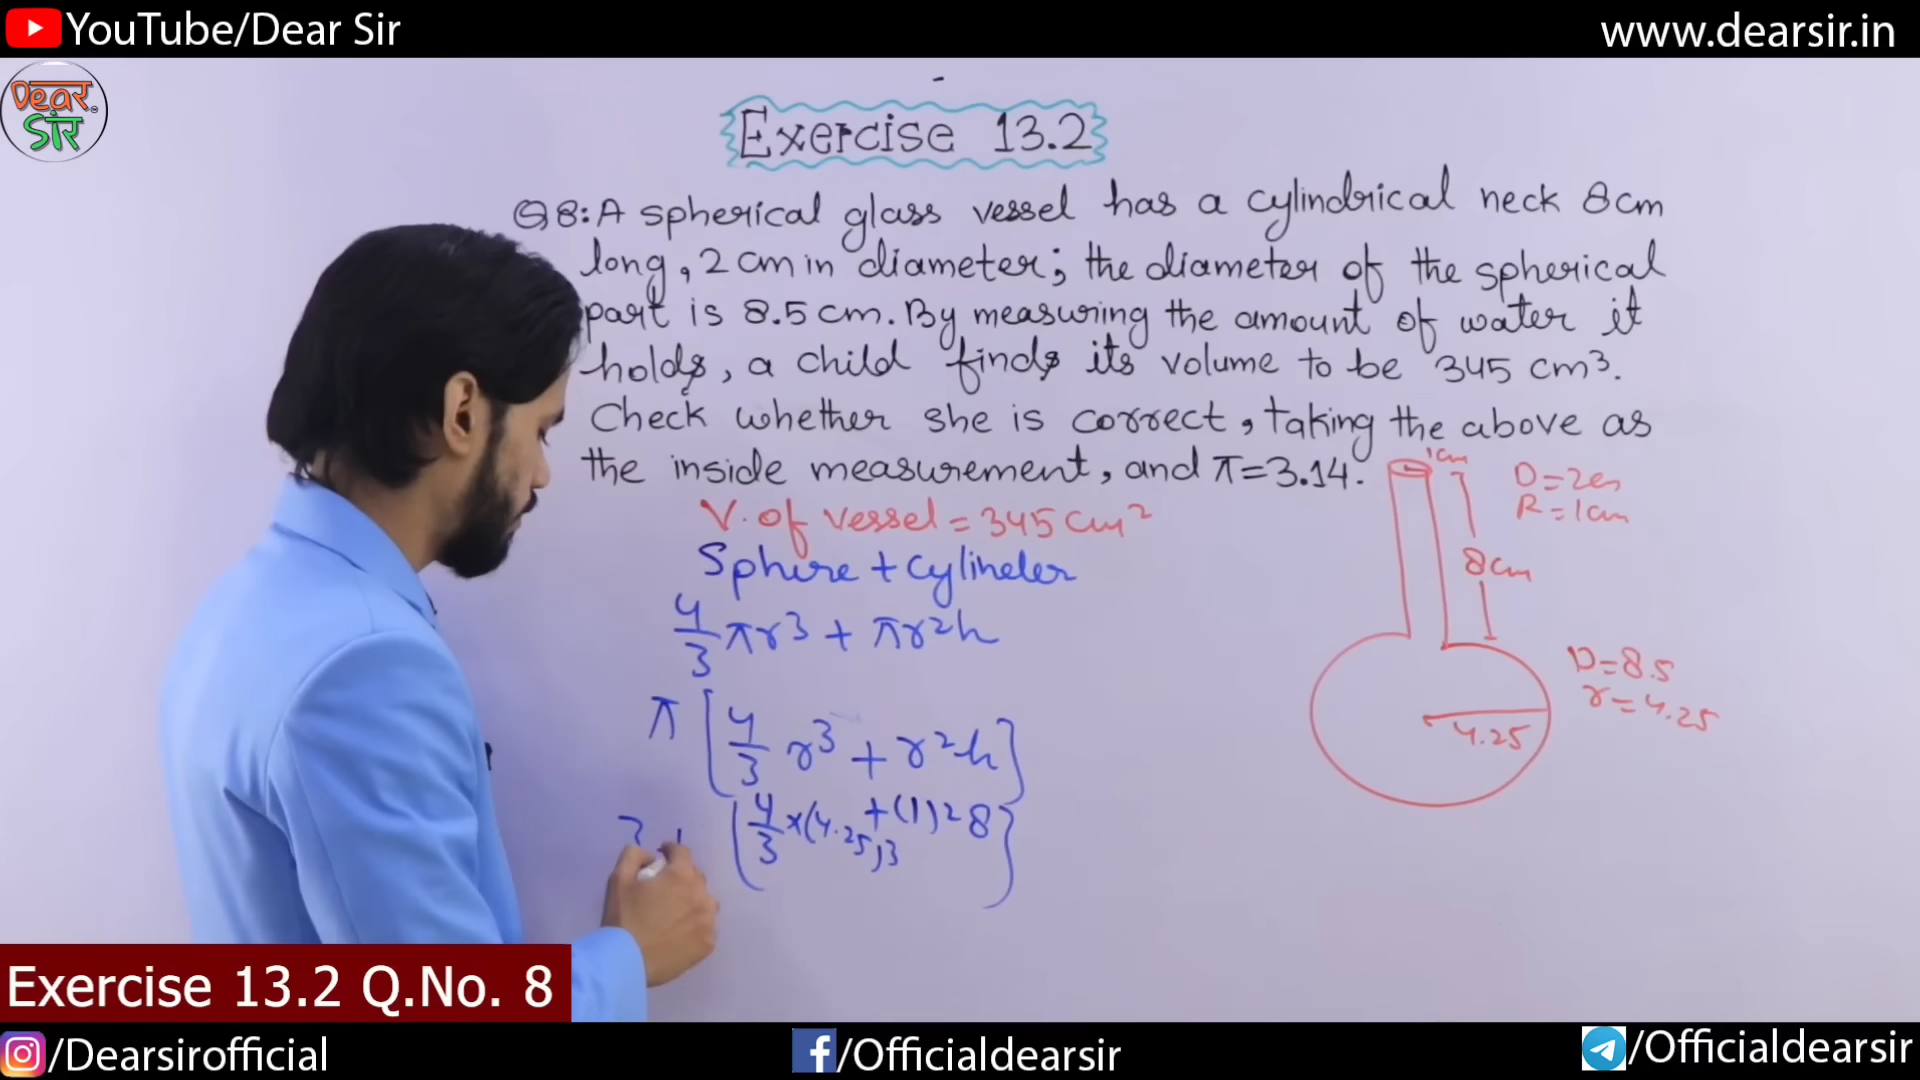 YouTube/Dear Sir
www.dearsir.in
Dear
सर
Exercise 13.2
Q8: A spherical glass vessel has a cylindrical neck 8cm
long, 2 cm in diameter; the diameter of the spherical
part is 8.5 cm. By measuring the amount of water it
holds, a child finds its volume to be 345 cm³.
Check whether she is correct, taking the above as
the inside measurement, and π=3.14.
V. of vessel = 345 cm²
Sphere + cylinder
4/3 πr³ + πr²h
π [4/3 r³ + r²h]
[4/3 × (4.25)3 + (1)2 8]
1cm
D=2cm
R=1cm
8cm
D=8.5
r=4.25
4.25
Exercise 13.2 Q.No. 8
/Dearsirofficial
/Officialdearsir
/Officialdearsir